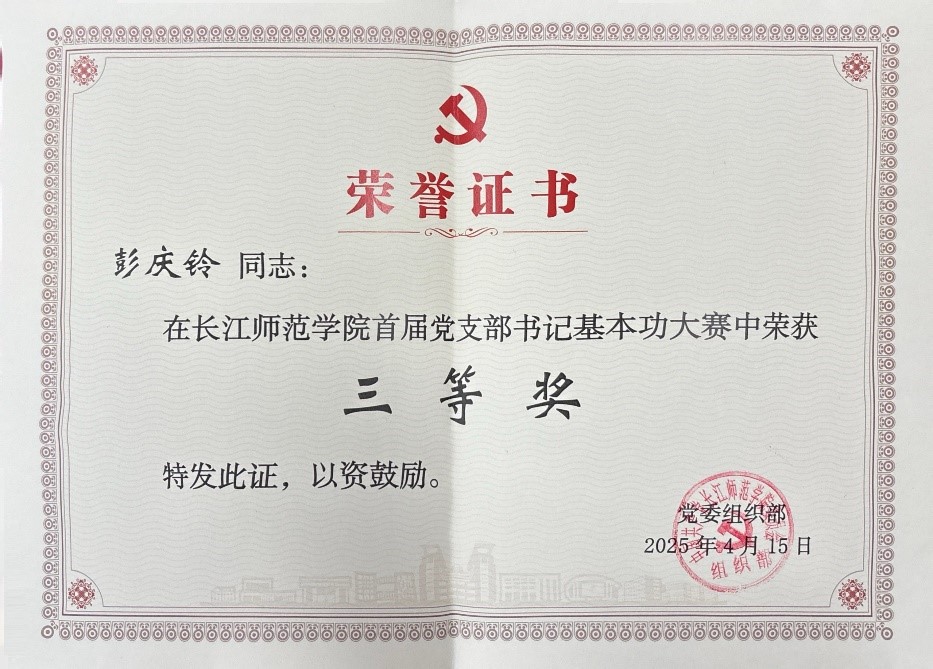 荣誉证书
彭庆铃 同志：
在长江师范学院首届党支部书记基本功大赛中荣获
三等奖
特发此证，以资鼓励。
党委组织部
2025年4月15日
组织部